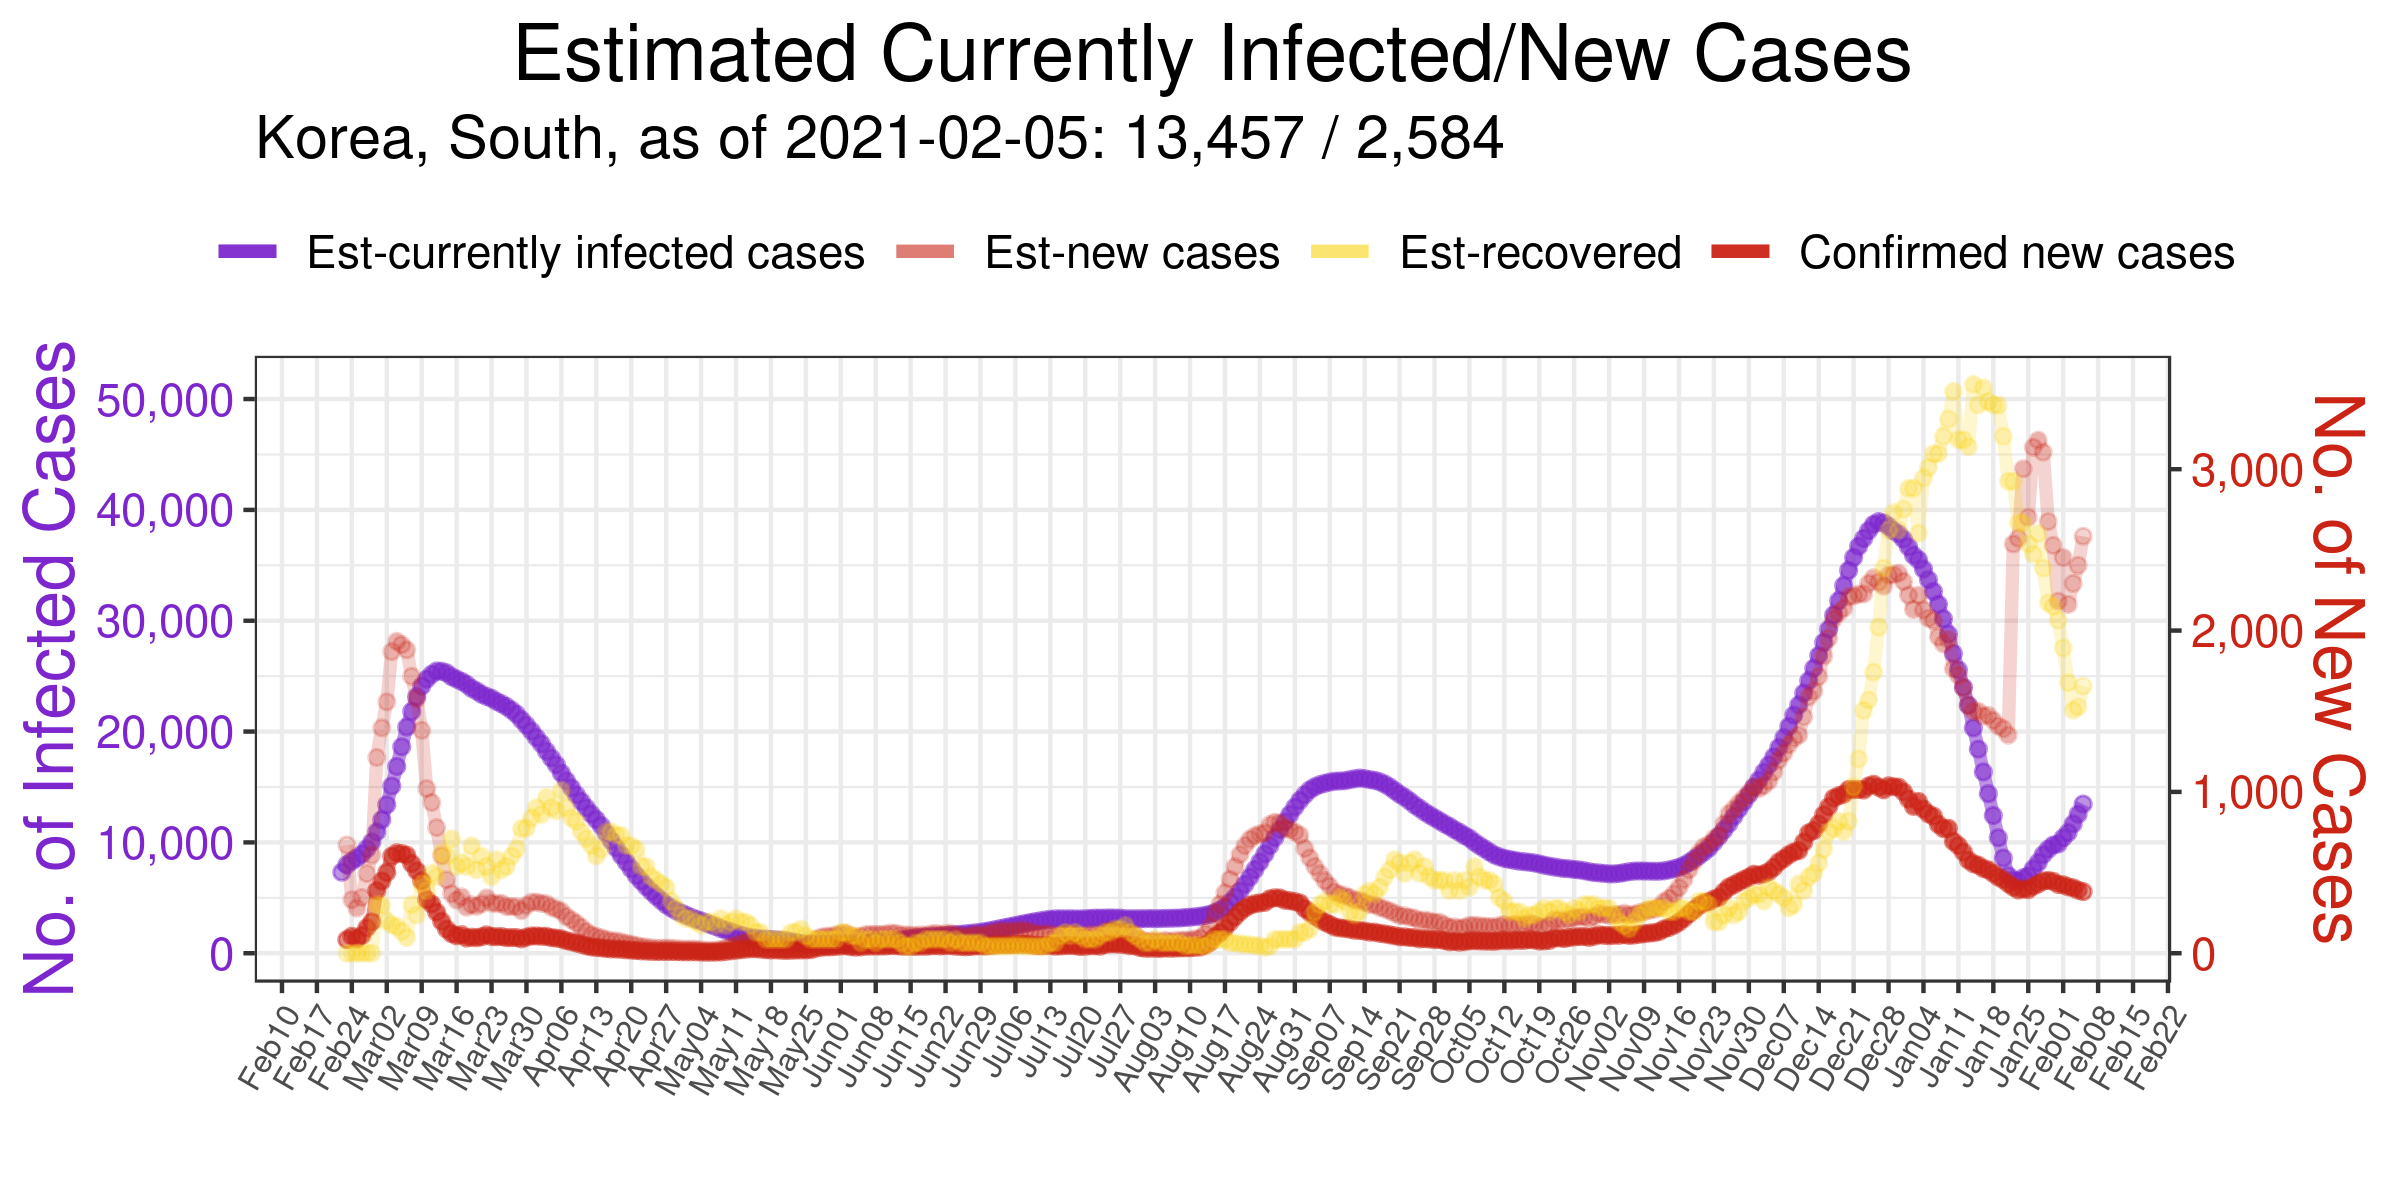 Estimated Currently Infected/New Cases
Korea, South, as of 2021-02-05: 13,457 / 2,584
Est-currently infected cases
Est-new cases
Est-recovered
Confirmed new cases
No. of Infected Cases
50,000
40,000
30,000
20,000
10,000
0
3,000
2,000
1,000
0
No. of New Cases
Feb10
Feb17
Feb24
Mar02
Mar09
Mar16
Mar23
Mar30
Apr06
Apr13
Apr20
Apr27
May04
May11
May18
May25
Jun01
Jun08
Jun15
Jun22
Jun29
Jul06
Jul13
Jul20
Jul27
Aug03
Aug10
Aug17
Aug24
Aug31
Sep07
Sep14
Sep21
Sep28
Oct05
Oct12
Oct19
Oct26
Nov02
Nov09
Nov16
Nov23
Nov30
Dec07
Dec14
Dec21
Dec28
Jan04
Jan11
Jan18
Jan25
Feb01
Feb08
Feb15
Feb22